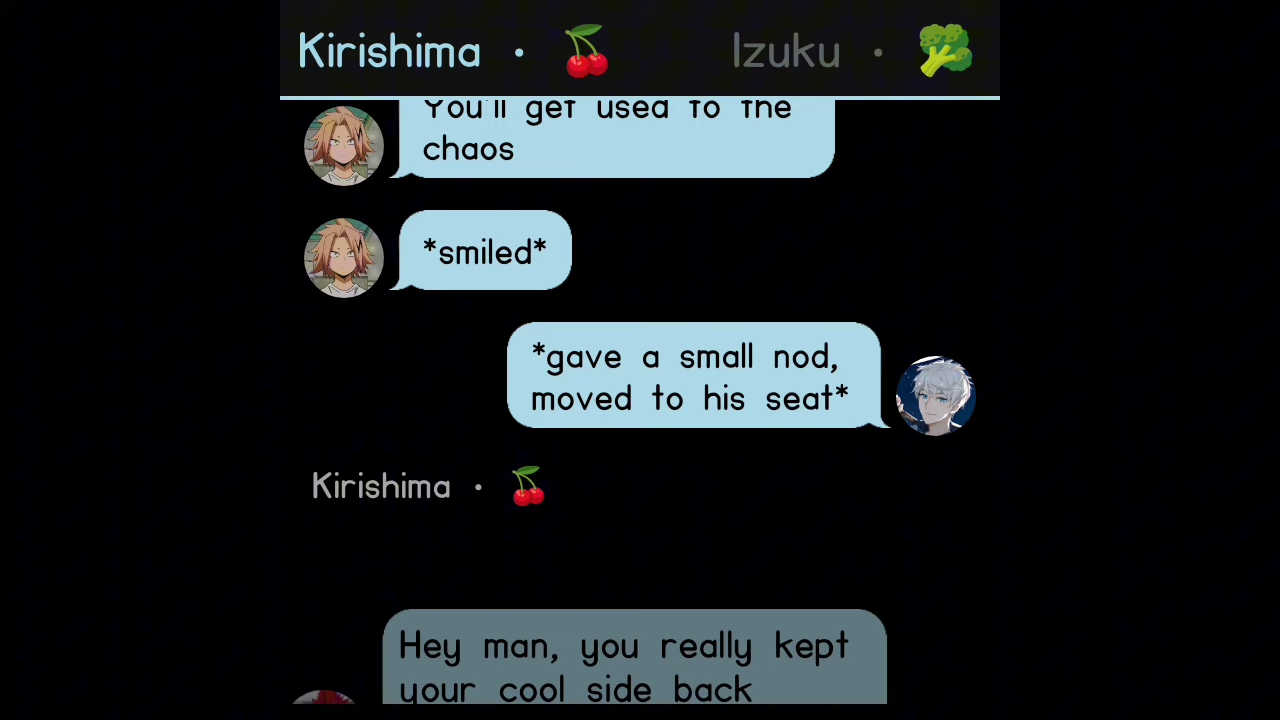 Kirishima • 🍒 Izuku • 🥦
You'll get used to the
chaos
*smiled*
*gave a small nod,
moved to his seat*
Kirishima • 🍒
Hey man, you really kept
your cool side back